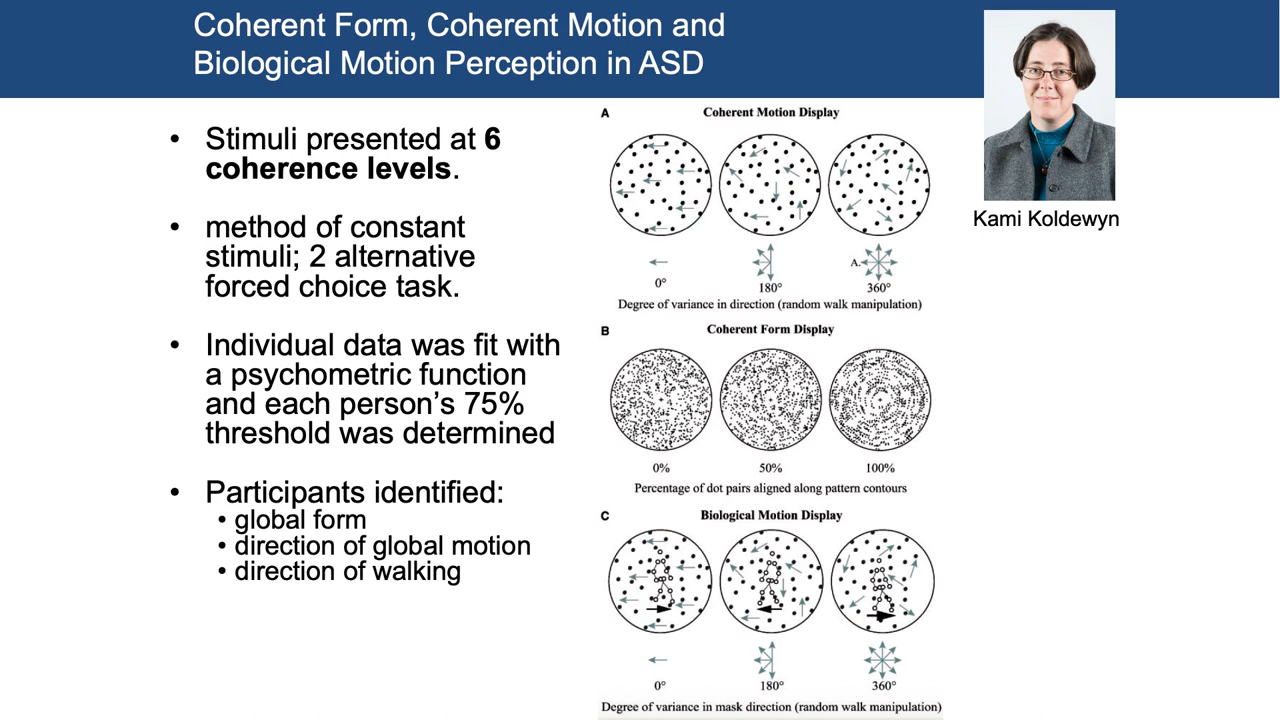 Coherent Form, Coherent Motion and
Biological Motion Perception in ASD
• Stimuli presented at 6
coherence levels.
• method of constant
stimuli; 2 alternative
forced choice task.
• Individual data was fit with
a psychometric function
and each person's 75%
threshold was determined
• Participants identified:
• global form
• direction of global motion
• direction of walking
A Coherent Motion Display
A.
0° 180° 360°
Degree of variance in direction (random walk manipulation)
B Coherent Form Display
0% 50% 100%
Percentage of dot pairs aligned along pattern contours
C Biological Motion Display
0° 180° 360°
Degree of variance in mask direction (random walk manipulation)
Kami Koldewyn